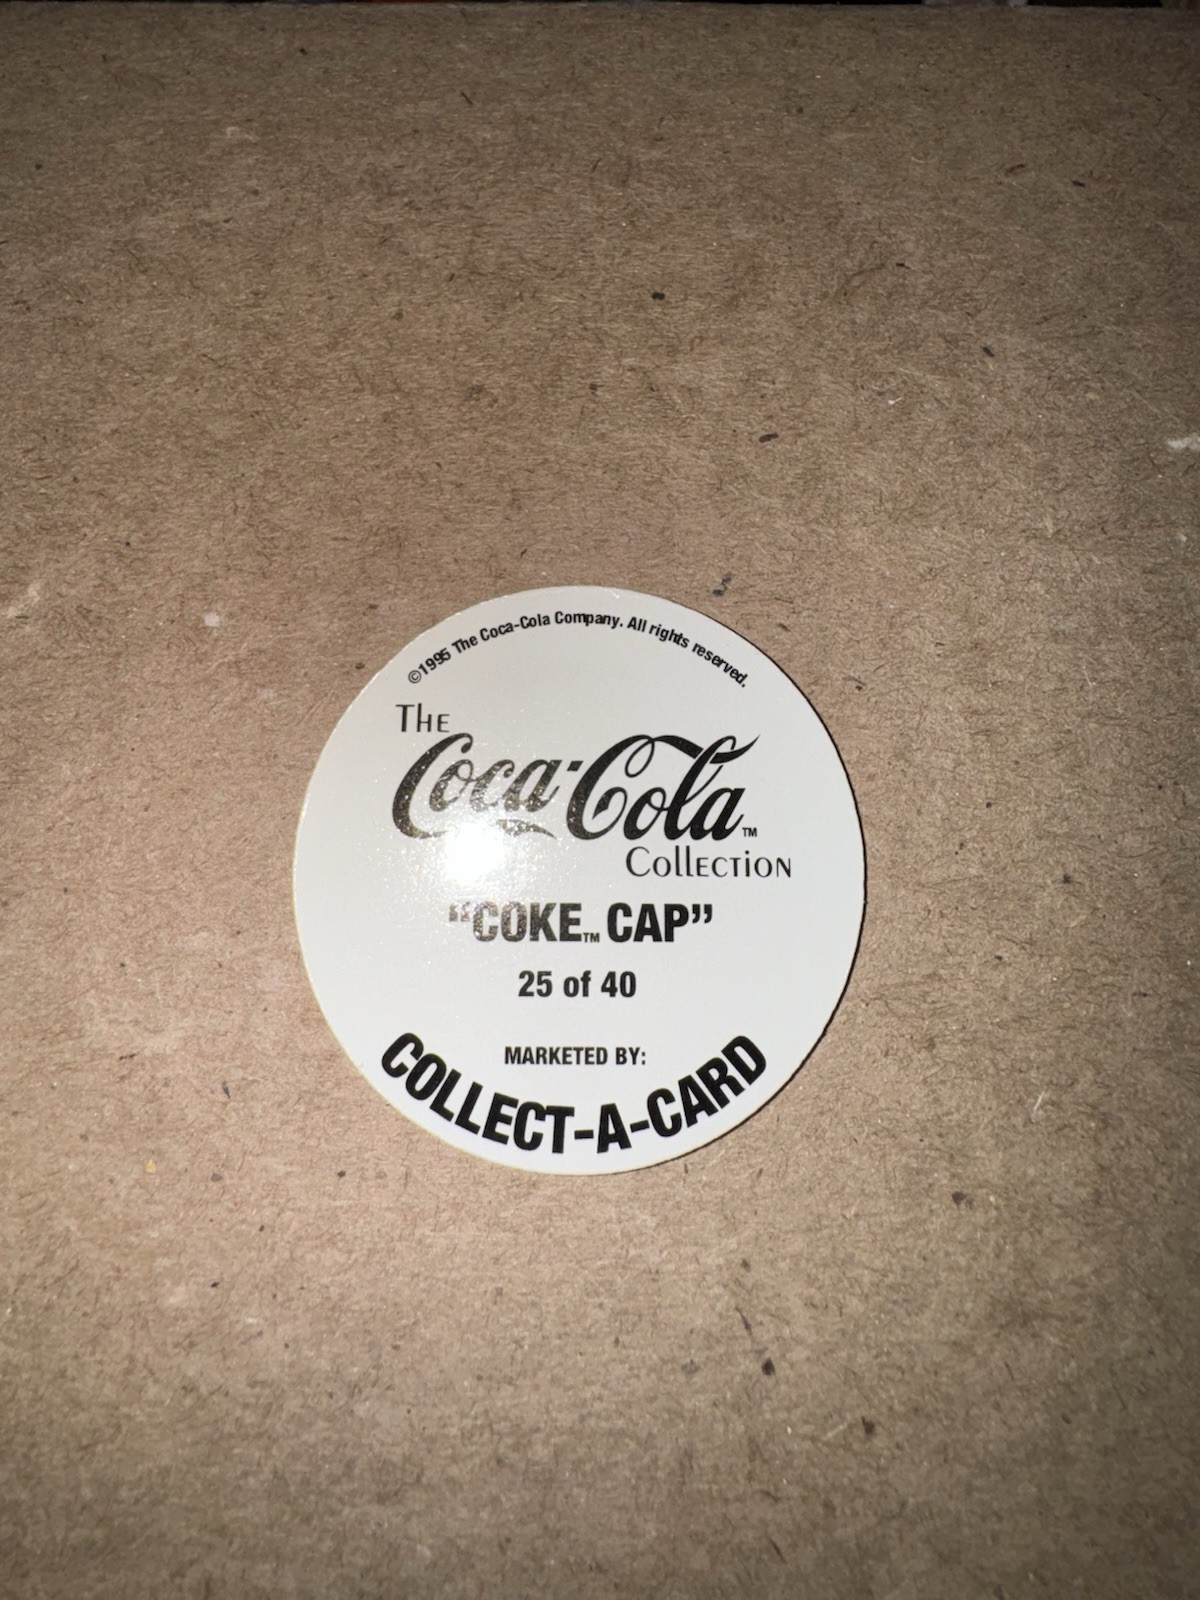 ©1995 The Coca-Cola Company. All rights reserved.
The
Coca-Cola™
Collection
“COKE™ CAP”
25 of 40
MARKETED BY:
COLLECT-A-CARD